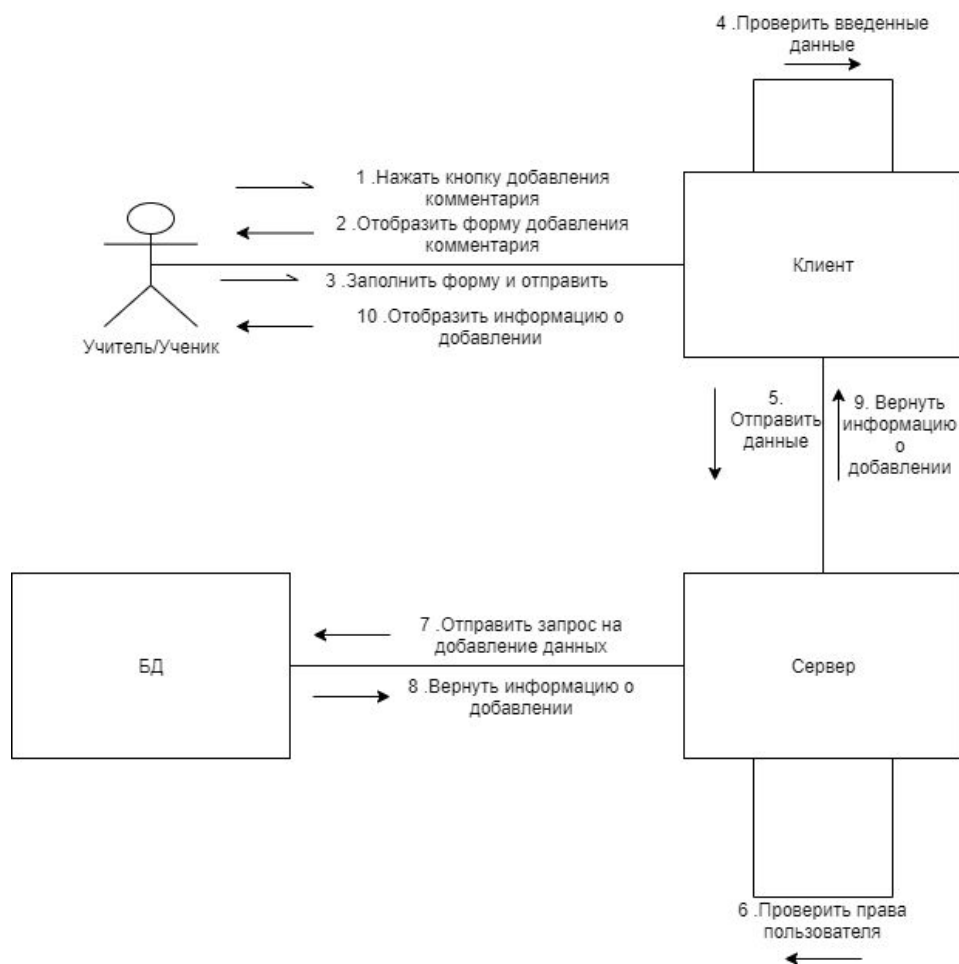 4 .Проверить введенные
данные
1 .Нажать кнопку добавления
комментария
2 .Отобразить форму добавления
комментария
Клиент
3 .Заполнить форму и отправить
10 .Отобразить информацию о
добавлении
Учитель/Ученик
5.
Отправить
данные
9. Вернуть
информацию
о
добавлении
7 .Отправить запрос на
добавление данных
БД
Сервер
8 .Вернуть информацию о
добавлении
6 .Проверить права
пользователя